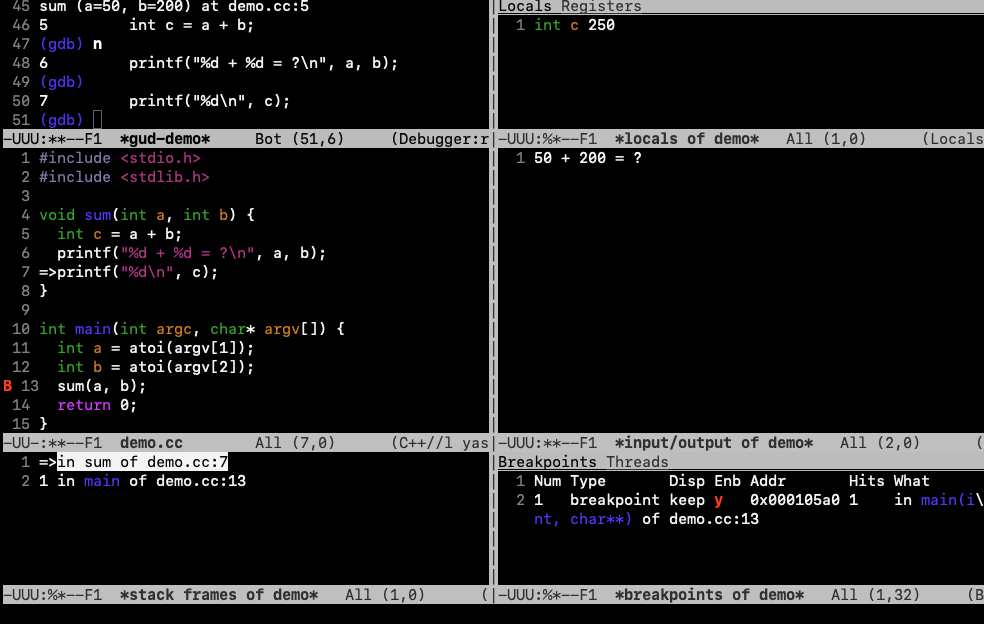 45 sum (a=50, b=200) at demo.cc:5
46 5         int c = a + b;
47 (gdb) n
48 6         printf("%d + %d = ?\n", a, b);
49 (gdb)
50 7         printf("%d\n", c);
51 (gdb)
-UUU:**--F1  *gud-demo*     Bot (51,6)     (Debugger:r
1 #include <stdio.h>
2 #include <stdlib.h>
3
4 void sum(int a, int b) {
5   int c = a + b;
6   printf("%d + %d = ?\n", a, b);
7 =>printf("%d\n", c);
8 }
9
10 int main(int argc, char* argv[]) {
11   int a = atoi(argv[1]);
12   int b = atoi(argv[2]);
B 13   sum(a, b);
14   return 0;
15 }
-UU-:**--F1  demo.cc        All (7,0)      (C++//l yas
1 =>in sum of demo.cc:7
2 1 in main of demo.cc:13
-UUU:%*--F1  *stack frames of demo*   All (1,0)      (
Locals Registers
1 int c 250
-UUU:%*--F1  *locals of demo*   All (1,0)      (Locals
1 50 + 200 = ?
-UUU:**--F1  *input/output of demo*   All (2,0)      (
Breakpoints Threads
1 Num Type       Disp Enb Addr       Hits What
2 1   breakpoint keep y   0x000105a0 1    in main(i\
nt, char**) of demo.cc:13
-UUU:%*--F1  *breakpoints of demo*   All (1,32)     (B